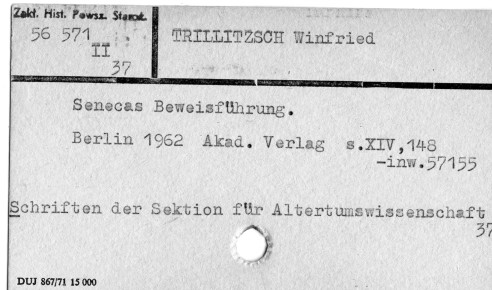 Zakł. Hist. Powsz. Staroż.
56 571
II
37
TRILLITZSCH Winfried
Senecas Beweisführung.
Berlin 1962 Akad. Verlag s.XIV,148
-inw.57155
Schriften der Sektion für Altertumswissenschaft
37
DUJ 867/71 15 000